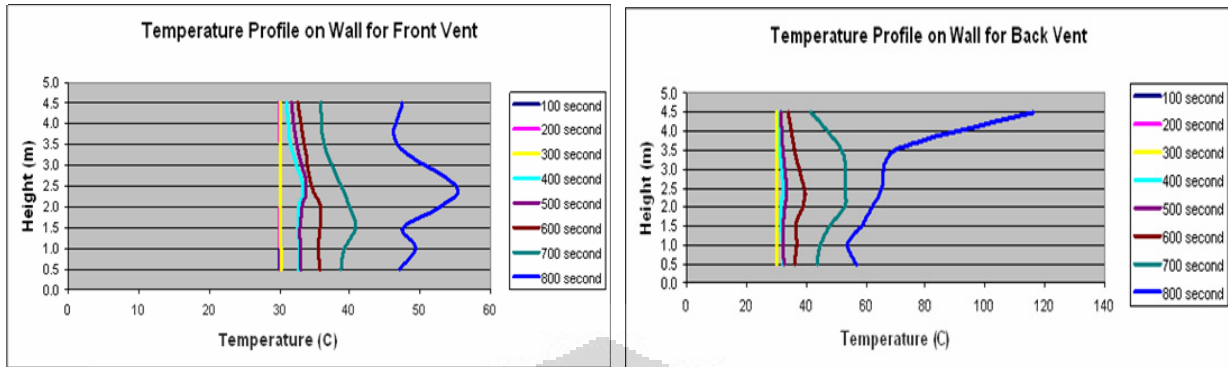 Temperature Profile on Wall for Front Vent
5.0
4.5
4.0
3.5
3.0
2.5
2.0
1.5
1.0
0.5
0.0
Height (m)
0
10
20
30
40
50
60
Temperature (C)
100 second
200 second
300 second
400 second
500 second
600 second
700 second
800 second
Temperature Profile on Wall for Back Vent
5.0
4.5
4.0
3.5
3.0
2.5
2.0
1.5
1.0
0.5
0.0
Height (m)
0
20
40
60
80
100
120
140
Temperature (C)
100 second
200 second
300 second
400 second
500 second
600 second
700 second
800 second